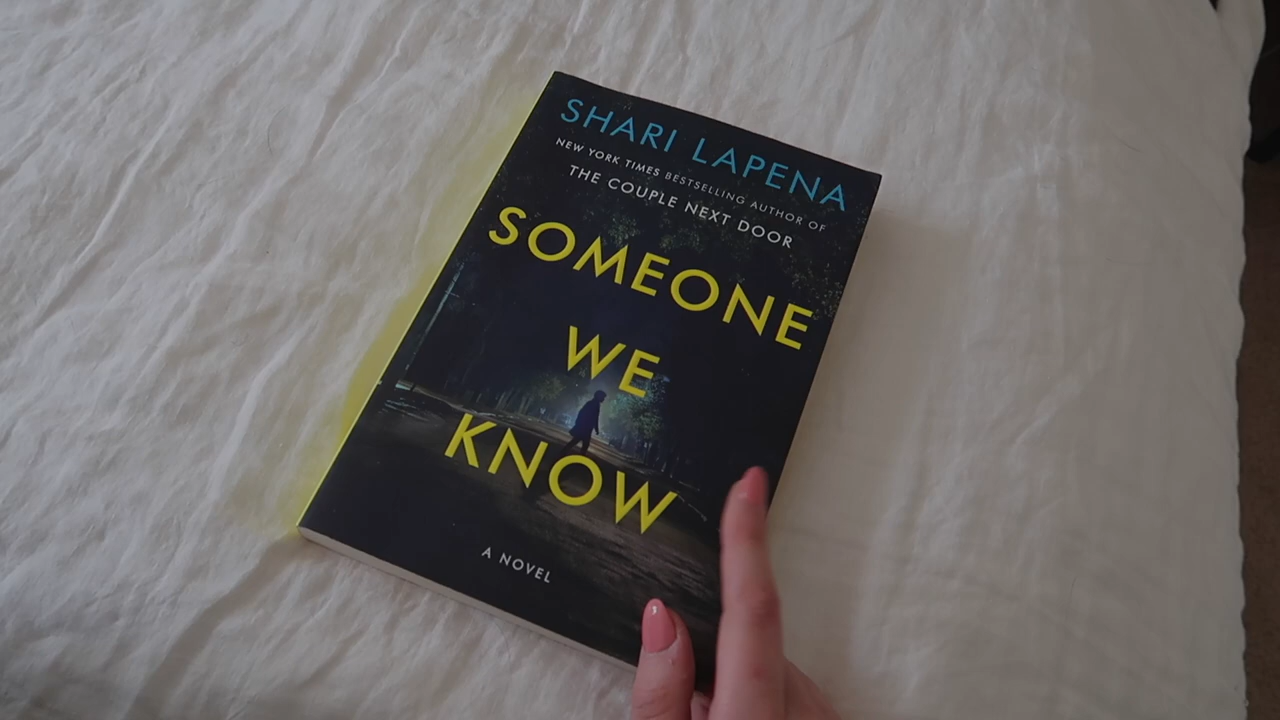 SHARI LAPENA
NEW YORK TIMES BESTSELLING AUTHOR OF
THE COUPLE NEXT DOOR
SOMEONE
WE
KNOW
A NOVEL